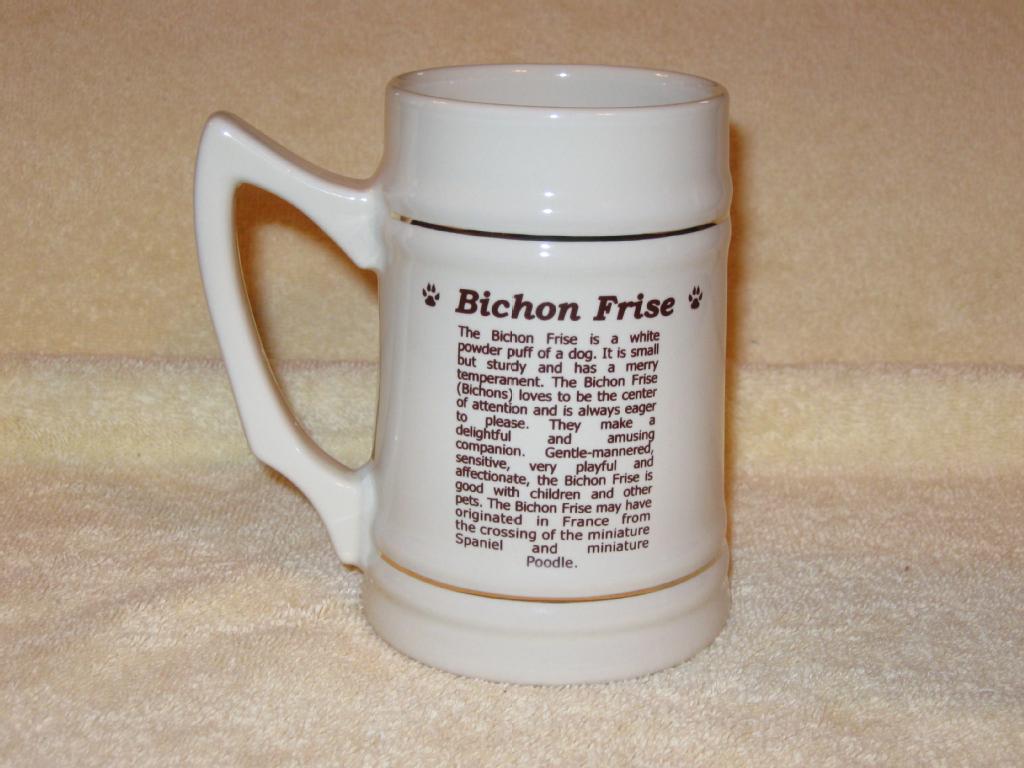 Bichon Frise
The Bichon Frise is a white
powder puff of a dog. It is small
but sturdy and has a merry
temperament. The Bichon Frise
(Bichons) loves to be the center
of attention and is always eager
to please. They make a
delightful and amusing
companion. Gentle-mannered,
sensitive, very playful and
affectionate, the Bichon Frise is
good with children and other
pets. The Bichon Frise may have
originated in France from
the crossing of the miniature
Spaniel and miniature
Poodle.